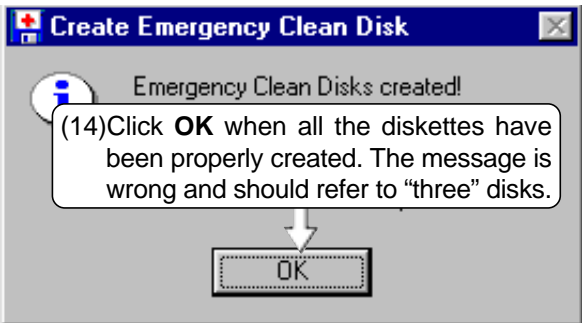 Create Emergency Clean Disk
Emergency Clean Disks created!
(14)Click OK when all the diskettes have
been properly created. The message is
wrong and should refer to “three” disks.
OK